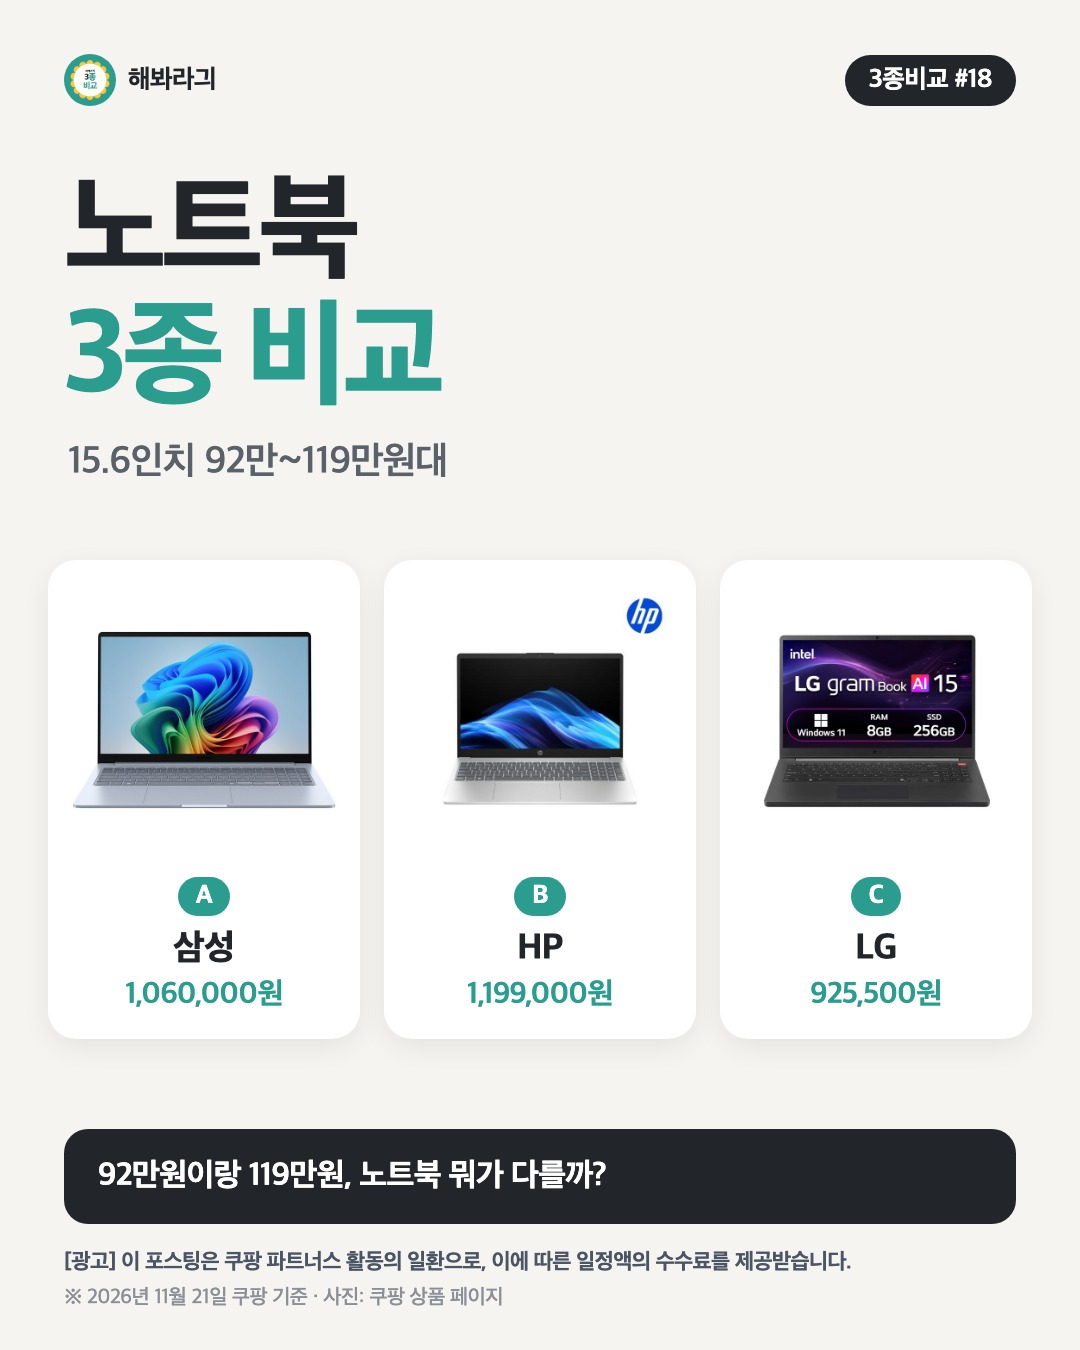 3종
비교
해봐라긔
3종비교 #18
노트북
3종 비교
15.6인치 92만~119만원대
hp
intel
LG gram Book AI 15
Windows 11
RAM
8GB
SSD
256GB
A
삼성
1,060,000원
B
HP
1,199,000원
C
LG
925,500원
92만원이랑 119만원, 노트북 뭐가 다를까?
[광고] 이 포스팅은 쿠팡 파트너스 활동의 일환으로, 이에 따른 일정액의 수수료를 제공받습니다.
※ 2026년 11월 21일 쿠팡 기준 · 사진: 쿠팡 상품 페이지